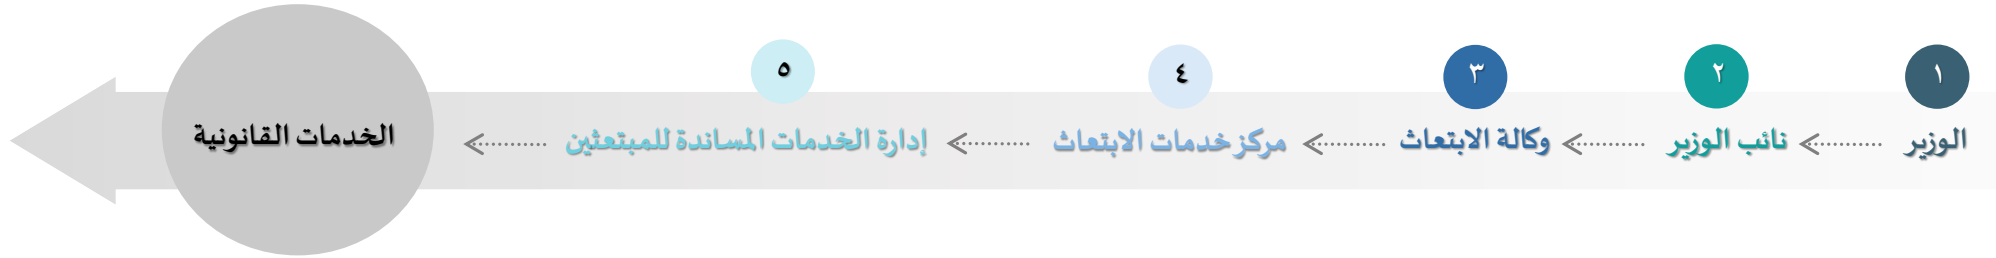 ١ ٢ ٣ ٤ ٥
الوزير نائب الوزير وكالة الابتعاث مركز خدمات الابتعاث إدارة الخدمات المساندة للمبتعثين الخدمات القانونية